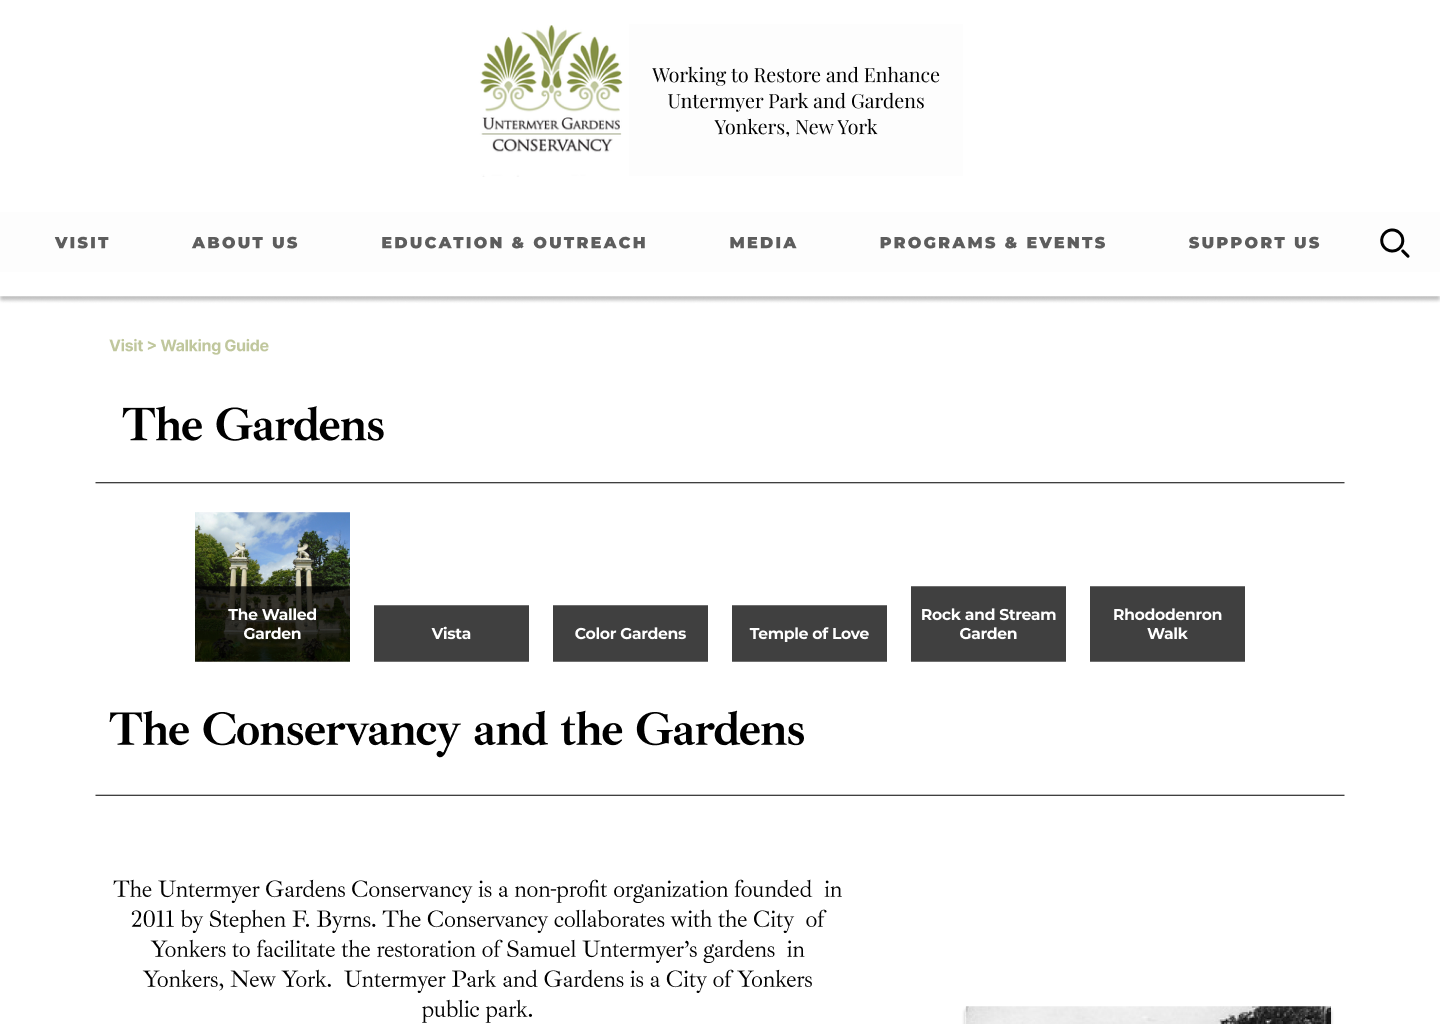 UNTERMYER GARDENS
CONSERVANCY
Working to Restore and Enhance
Untermyer Park and Gardens
Yonkers, New York
VISIT
ABOUT US
EDUCATION & OUTREACH
MEDIA
PROGRAMS & EVENTS
SUPPORT US
Visit > Walking Guide
The Gardens
The Walled
Garden
Vista
Color Gardens
Temple of Love
Rock and Stream
Garden
Rhododenron
Walk
The Conservancy and the Gardens
The Untermyer Gardens Conservancy is a non-profit organization founded in
2011 by Stephen F. Byrns. The Conservancy collaborates with the City of
Yonkers to facilitate the restoration of Samuel Untermyer’s gardens in
Yonkers, New York. Untermyer Park and Gardens is a City of Yonkers
public park.